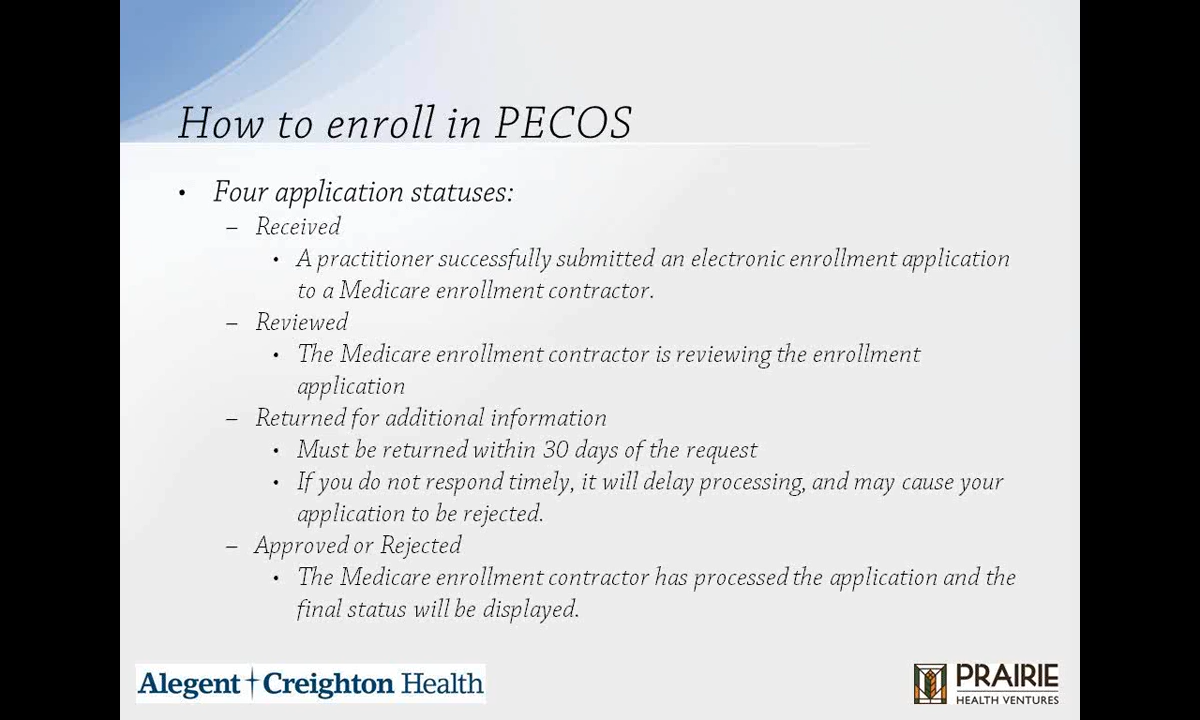 How to enroll in PECOS
• Four application statuses:
– Received
• A practitioner successfully submitted an electronic enrollment application
to a Medicare enrollment contractor.
– Reviewed
• The Medicare enrollment contractor is reviewing the enrollment
application
– Returned for additional information
• Must be returned within 30 days of the request
• If you do not respond timely, it will delay processing, and may cause your
application to be rejected.
– Approved or Rejected
• The Medicare enrollment contractor has processed the application and the
final status will be displayed.
Alegent Creighton Health
PRAIRIE
HEALTH VENTURES